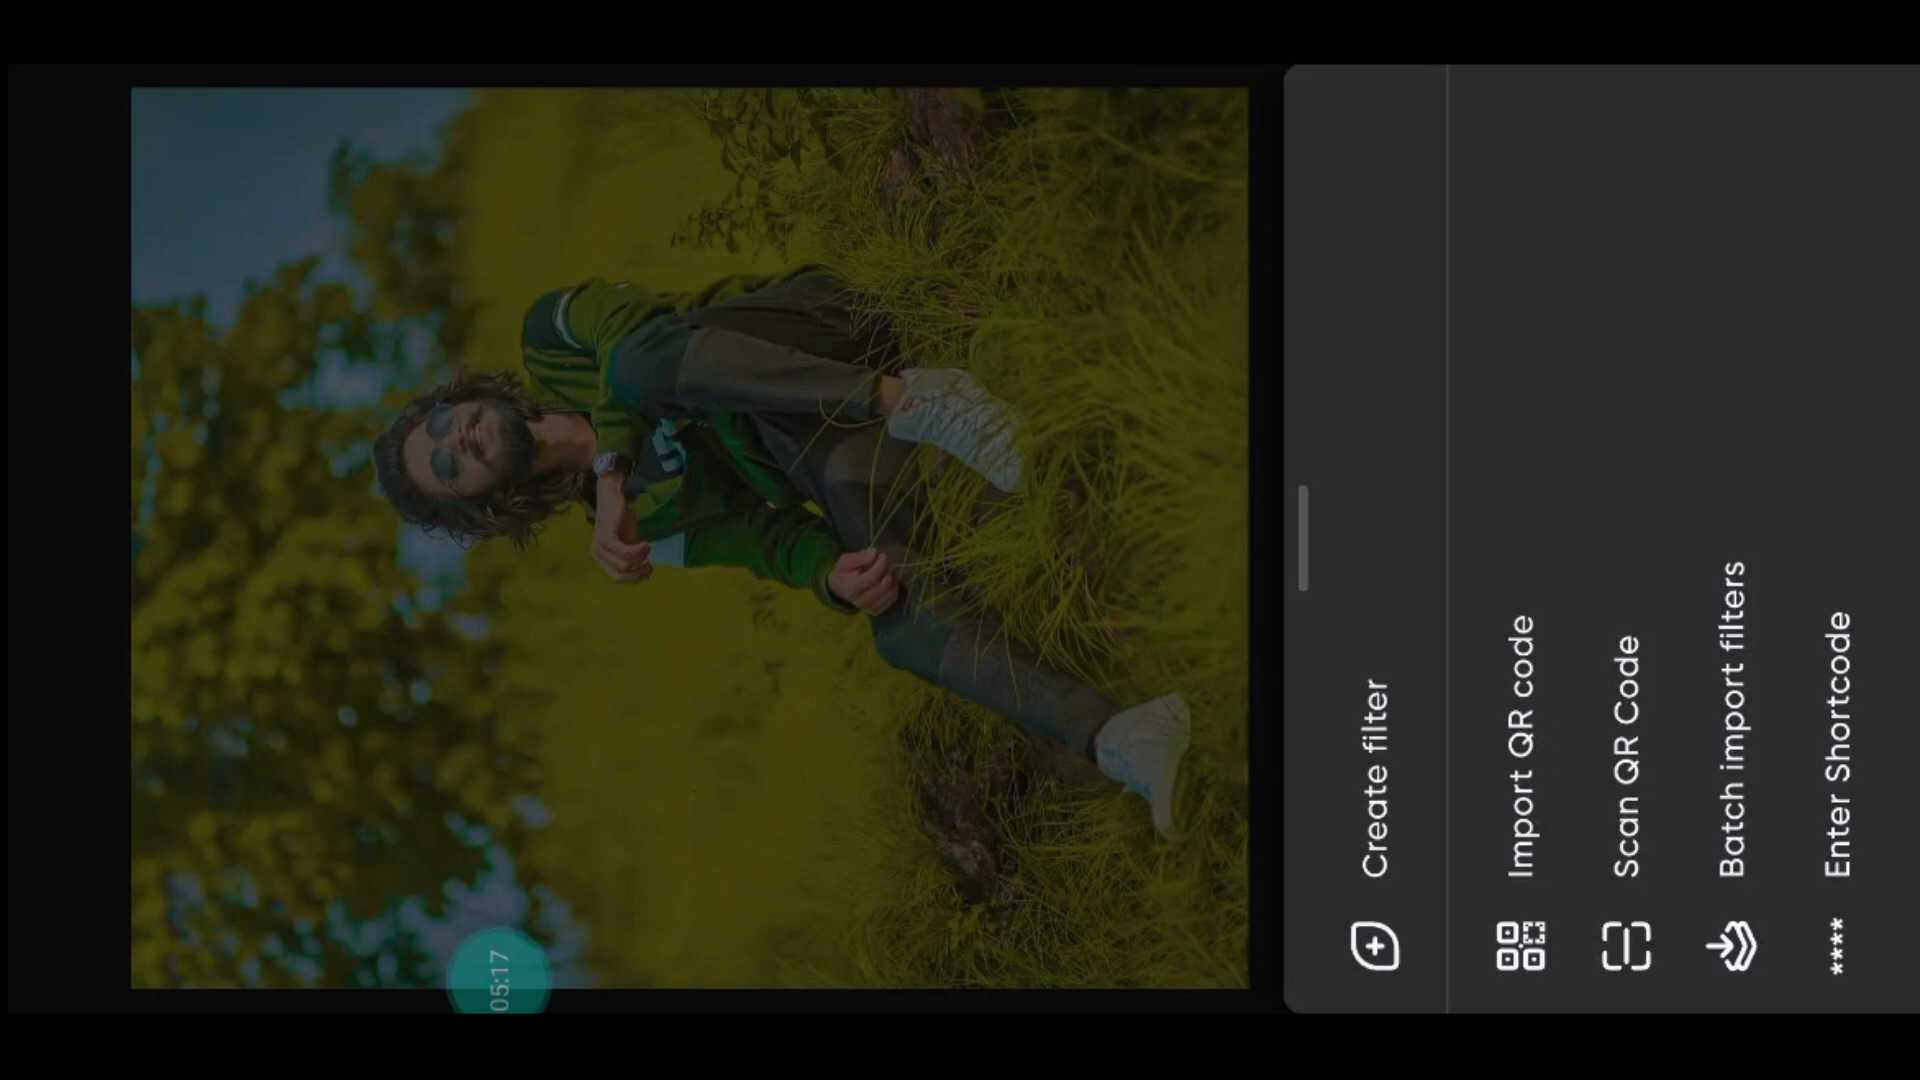 05:17
Create filter
Import QR code
Scan QR Code
Batch import filters
**** Enter Shortcode